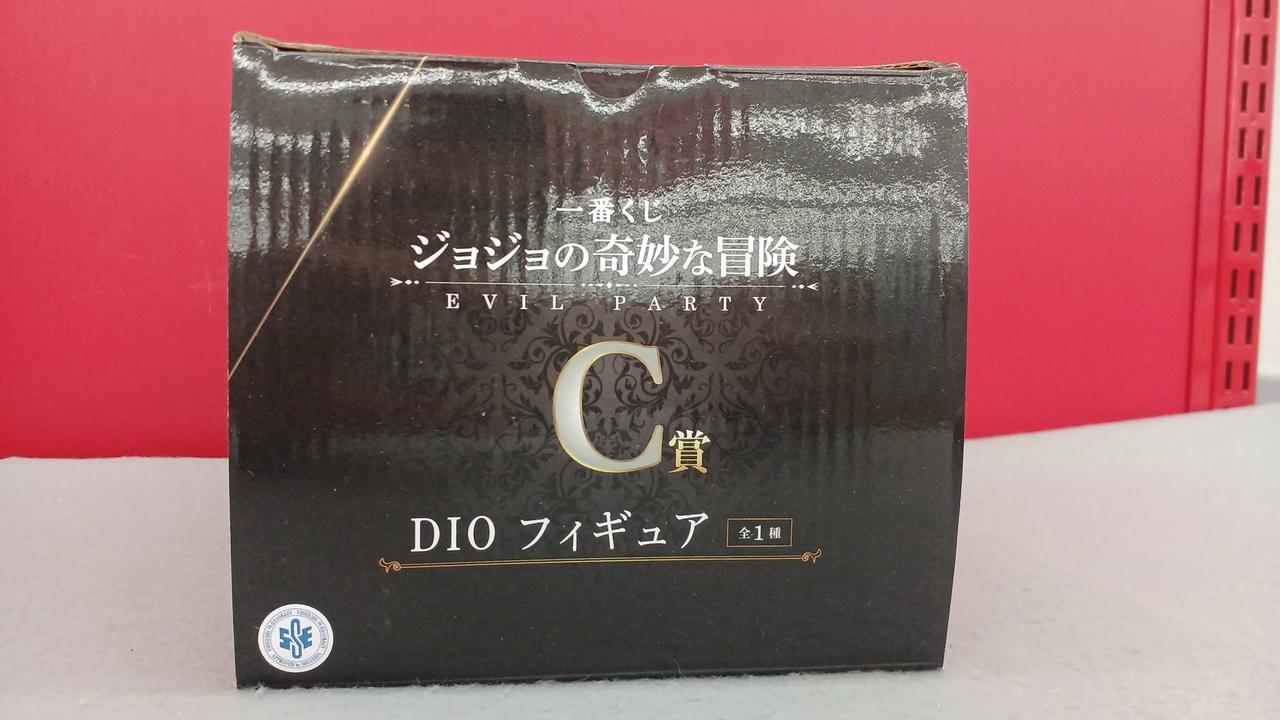 一番くじ
ジョジョの奇妙な冒険
EVIL PARTY
C賞
DIO フィギュア 全1種
SSE